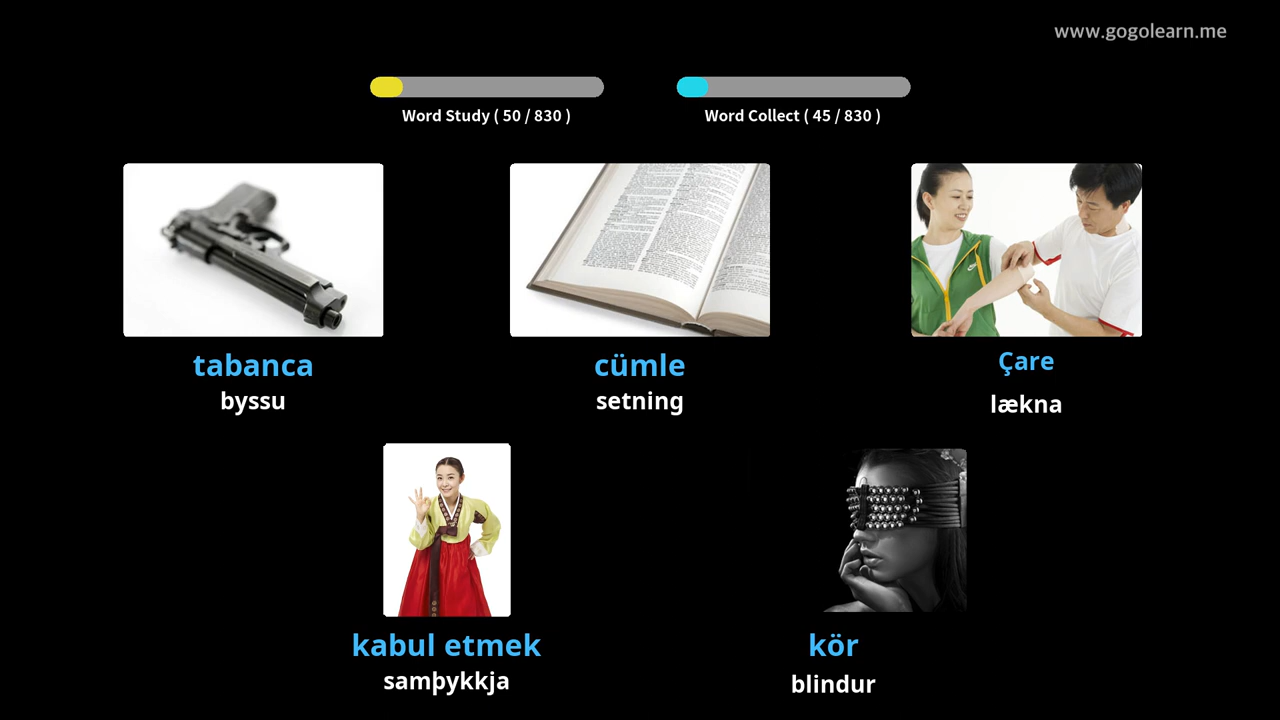 www.gogolearn.me
Word Study ( 50 / 830 )
Word Collect ( 45 / 830 )
tabanca
byssu
cümle
setning
Çare
lækna
kabul etmek
samþykkja
kör
blindur